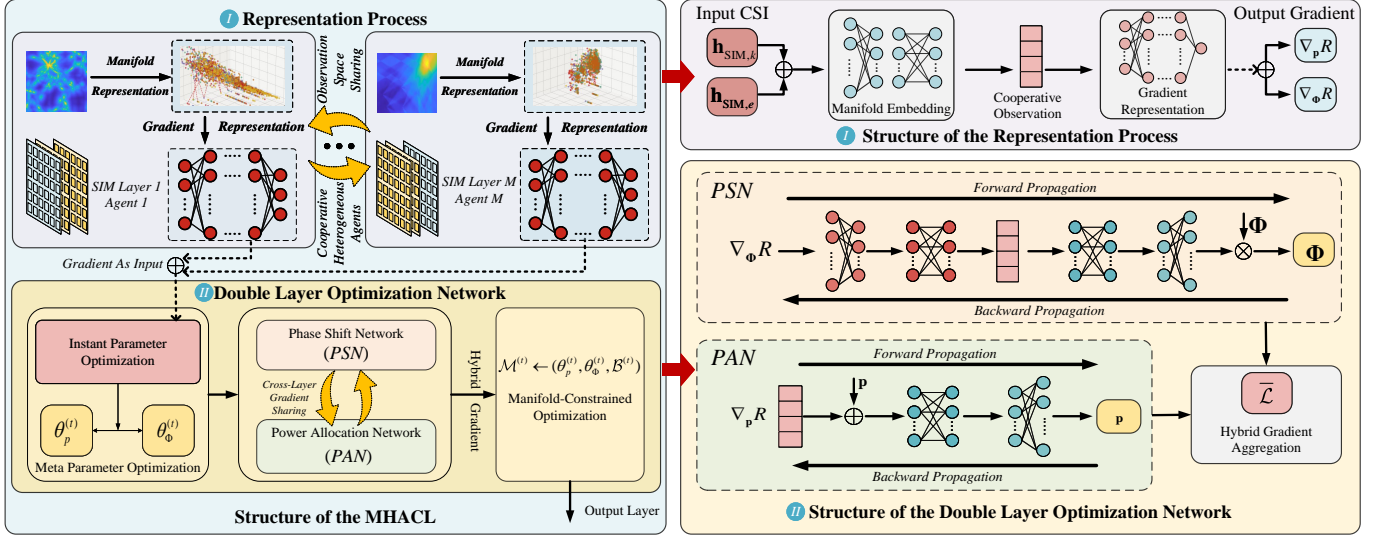 I Representation Process
Manifold
Representation
Gradient
Representation
SIM Layer 1
Agent 1
Observation
Space
Sharing
Cooperative
Heterogeneous
Agents
Manifold
Representation
Gradient
Representation
SIM Layer M
Agent M
Gradient As Input
II Double Layer Optimization Network
Instant Parameter
Optimization
θ_p^{(t)}
θ_Φ^{(t)}
Meta Parameter Optimization
Phase Shift Network
(PSN)
Cross-Layer
Gradient
Sharing
Power Allocation Network
(PAN)
Hybrid Gradient
ℳ^{(t)} ← (θ_p^{(t)}, θ_Φ^{(t)}, ℬ^{(t)})
Manifold-Constrained
Optimization
Output Layer
Structure of the MHACL
Input CSI
h_{SIM,k}
h_{SIM,e}
Manifold Embedding
Cooperative
Observation
Gradient
Representation
Output Gradient
∇_p R
∇_Φ R
I Structure of the Representation Process
PSN
Forward Propagation
∇_Φ R
Φ
Φ
Backward Propagation
PAN
Forward Propagation
∇_p R
p
p
Backward Propagation
ℒ̅
Hybrid Gradient
Aggregation
II Structure of the Double Layer Optimization Network